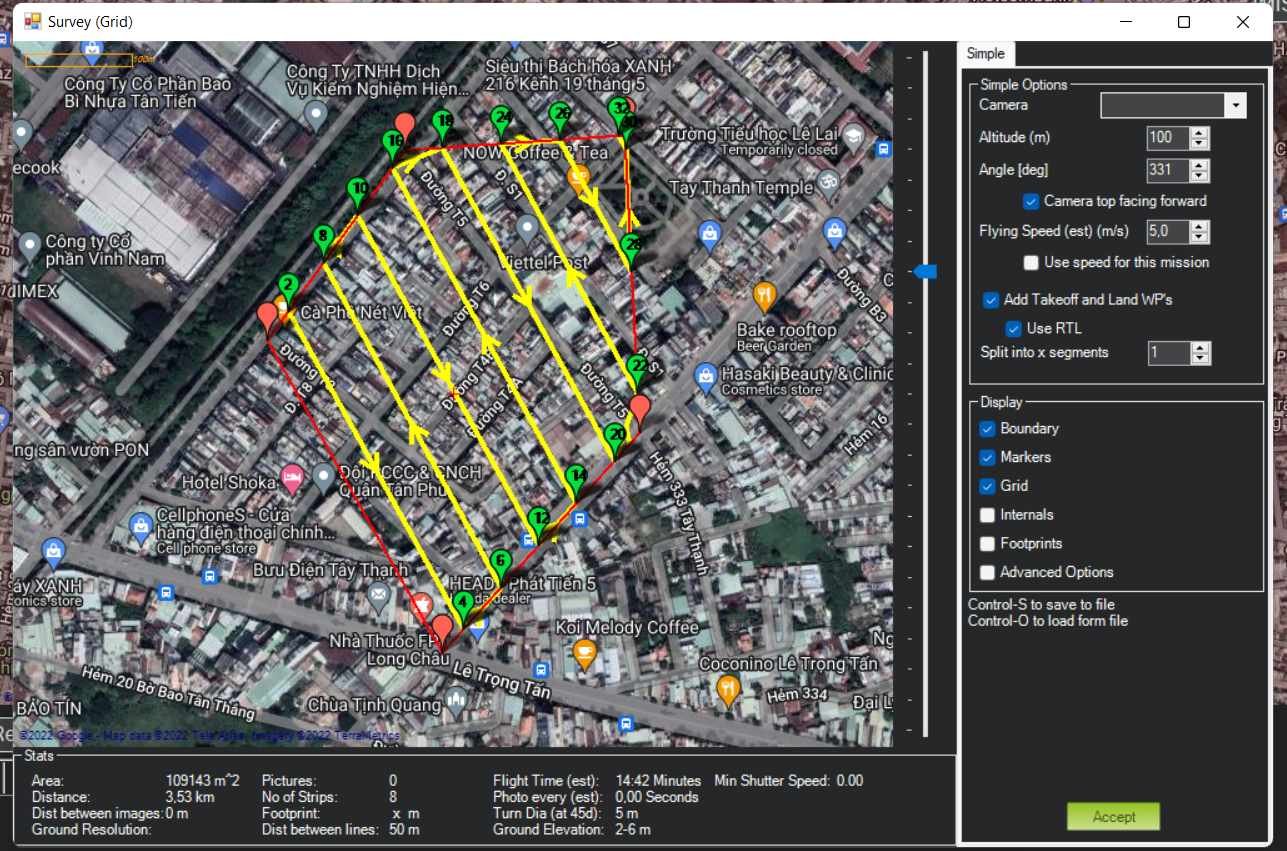 Survey (Grid)
100m
Công Ty Cổ Phần Bao
Bì Nhựa Tân Tiến
Công Ty TNHH Dịch
Vụ Kiểm Nghiệm Hiện...
Siêu thị Bách hóa XANH
216 Kênh 19 tháng 5
Trường Tiểu học Lê Lai
Temporarily closed
NOW Coffee & Tea
Tay Thanh Temple
ecook
Công ty Cổ
phần Vinh Nam
IMEX
Viettel Post
Cà Phê Nét Việt
Đường T5
Đ. S1
Đường T6
Đường B3
Bake rooftop
Beer Garden
Hasaki Beauty & Clinic
Cosmetics store
Đ. T8
Đường T5
Hẻm 16
ng sân vườn PON
Hotel Shoka
Đội PCCC & CNCH
Quận Tân Phú
Hẻm 333 Tây Thạnh
CellphoneS - Cửa
hàng điện thoại chính...
Cell phone store
Bưu Điện Tây Thạnh
áy XANH
onics store
HEAD Phát Tiến 5
Koi Melody Coffee
Nhà Thuốc FP
Long Châu
Lê Trọng Tấn
Coconino Lê Trọng Tấn
Hẻm 20 Bờ Bao Tân Thắng
Hẻm 334
Chùa Tịnh Quang
BẢO TÍN
Đại L
2
8
10
16
18
24
26
32
28
22
20
14
12
6
4
©2022 Google - Map data ©2022 Tele Atlas, Imagery ©2022 TerraMetrics
Simple
Simple Options
Camera
Altitude (m) 100
Angle [deg] 331
Camera top facing forward
Flying Speed (est) (m/s) 5,0
Use speed for this mission
Add Takeoff and Land WP's
Use RTL
Split into x segments 1
Display
Boundary
Markers
Grid
Internals
Footprints
Advanced Options
Control-S to save to file
Control-O to load form file
Accept
Stats
Area: 109143 m^2 Pictures: 0 Flight Time (est): 14:42 Minutes Min Shutter Speed: 0.00
Distance: 3,53 km No of Strips: 8 Photo every (est): 0,00 Seconds
Dist between images: 0 m Footprint: x m Turn Dia (at 45d): 5 m
Ground Resolution: Dist between lines: 50 m Ground Elevation: 2-6 m